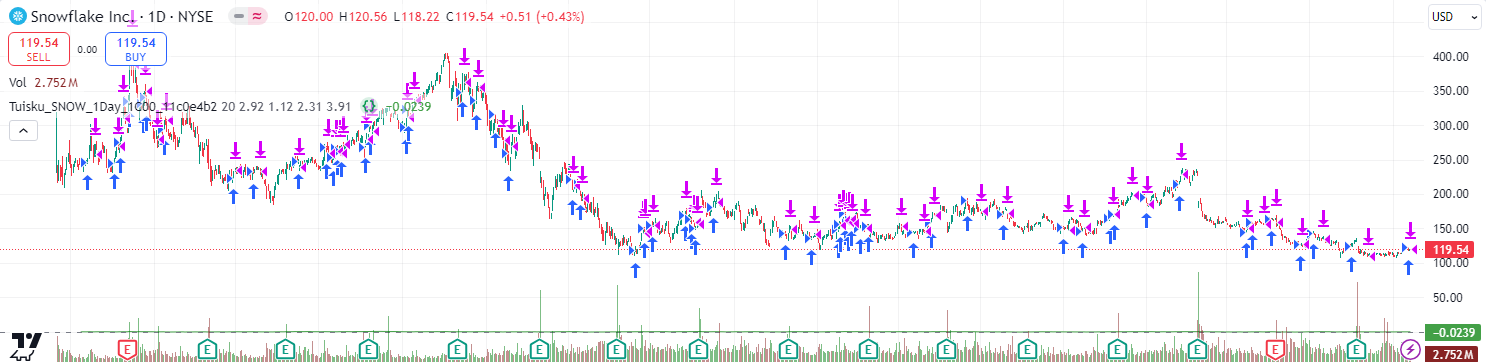 Snowflake Inc. · 1D · NYSE O120.00 H120.56 L118.22 C119.54 +0.51 (+0.43%)
USD
119.54 SELL 0.00 119.54 BUY
Vol 2.752M
Tuisku_SNOW_1Day_1000_11c0e4b2 20 2.92 1.12 2.31 3.91 {} −0.0239
400.00
350.00
300.00
250.00
200.00
150.00
119.54
100.00
50.00
−0.0239
2.752M
E E E E E E E E E E E E E E E E E